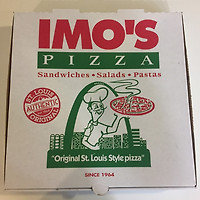 IMO'S
PIZZA
Sandwiches • Salads • Pastas
ST. LOUIS
AUTHENTIC
ORIGINAL
"Original St. Louis Style pizza"
SINCE 1964